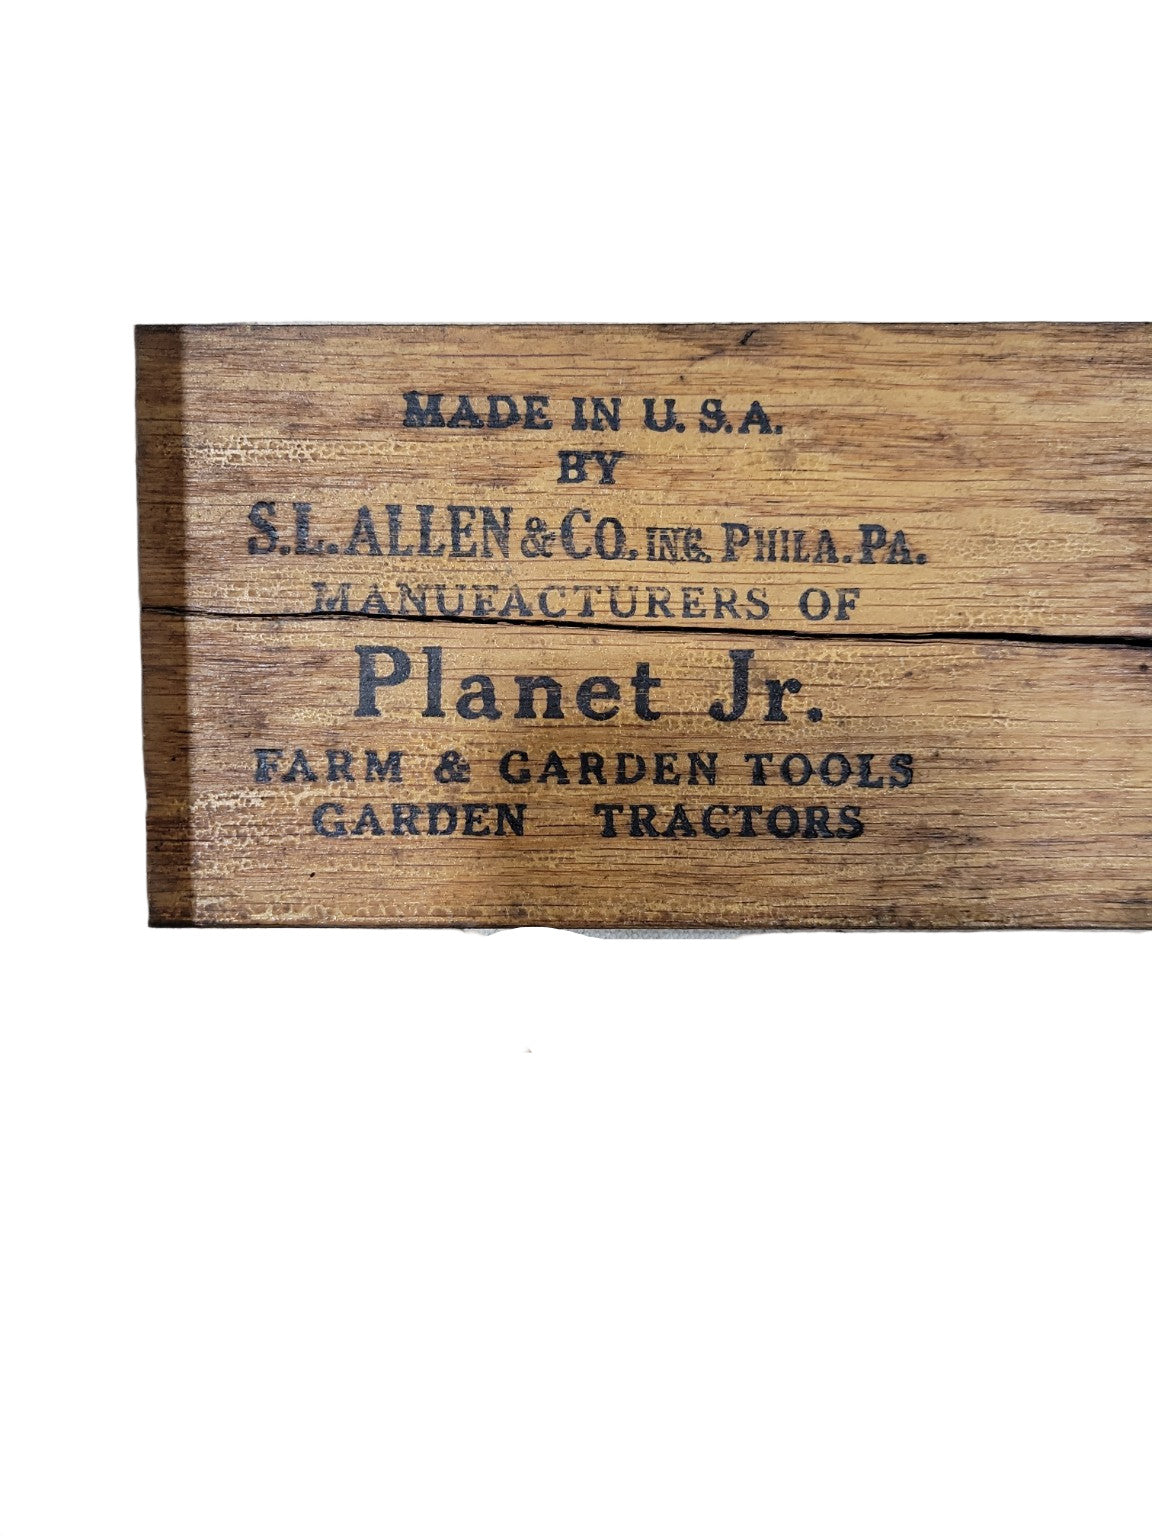 MADE IN U.S.A.
BY
S.L. ALLEN & CO. INC. PHILA. PA.
MANUFACTURERS OF
Planet Jr.
FARM & GARDEN TOOLS
GARDEN TRACTORS